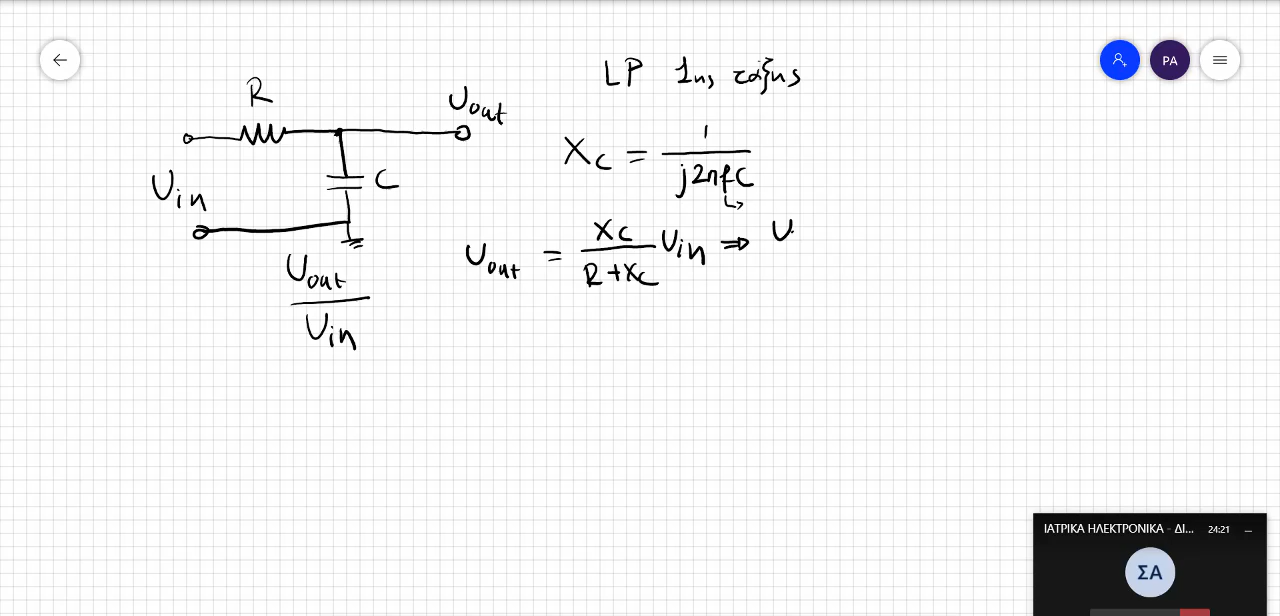 LP 1ης τάξης
R
Uout
Uin
C
Xc = 1 / j2πfC
Uout = Xc / R + Xc Uin ⇒ U
Uout / Uin
PA
ΙΑΤΡΙΚΑ ΗΛΕΚΤΡΟΝΙΚΑ - ΔΙ... 24:21
ΣΑ